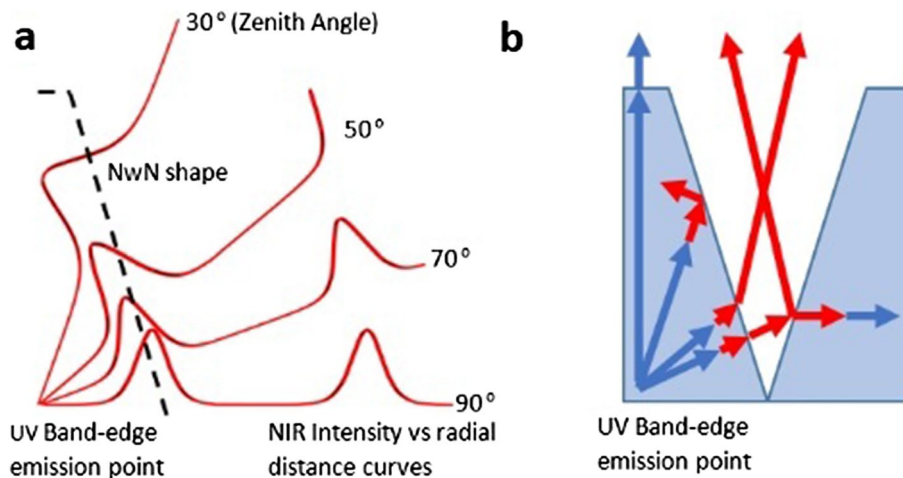 a
30° (Zenith Angle)
50°
NwN shape
70°
90°
UV Band-edge
emission point
NIR Intensity vs radial
distance curves
b
UV Band-edge
emission point